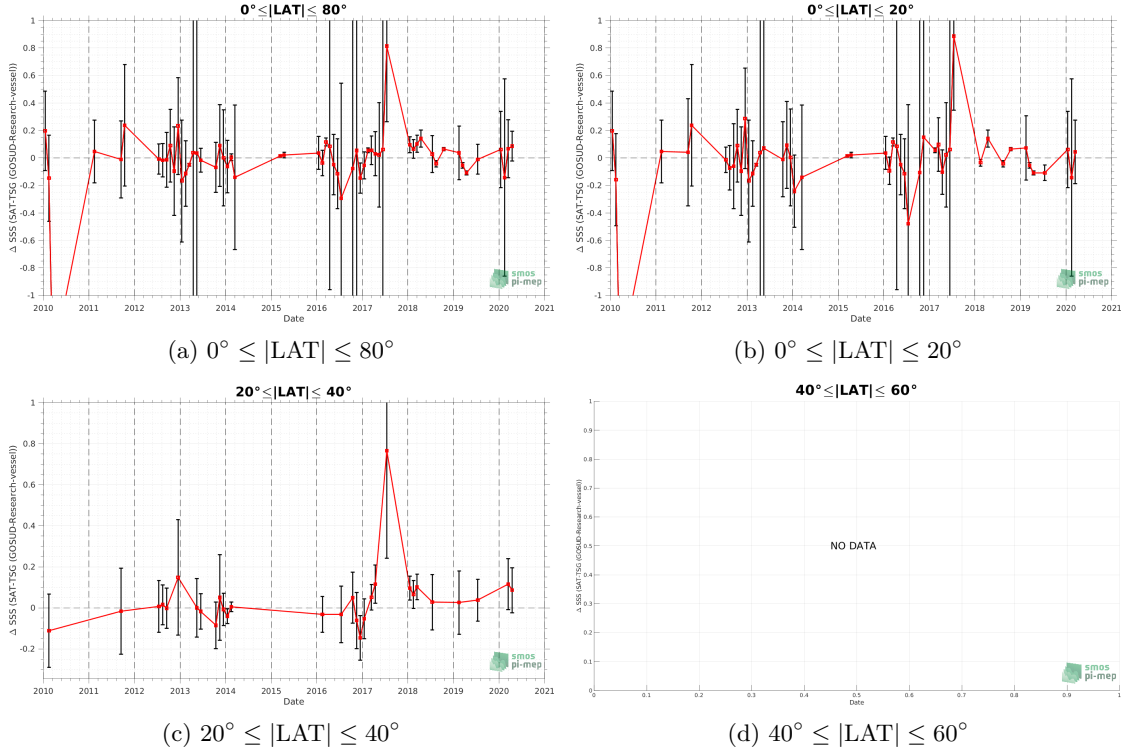 0°≤|LAT|≤ 80°
Δ SSS (SAT-TSG (GOSUD-Research-vessel))
1
0.8
0.6
0.4
0.2
0
-0.2
-0.4
-0.6
-0.8
-1
2010 2011 2012 2013 2014 2015 2016 2017 2018 2019 2020 2021
Date
smos
pi-mep
(a) 0° ≤ |LAT| ≤ 80°
0°≤|LAT|≤ 20°
Δ SSS (SAT-TSG (GOSUD-Research-vessel))
1
0.8
0.6
0.4
0.2
0
-0.2
-0.4
-0.6
-0.8
-1
2010 2011 2012 2013 2014 2015 2016 2017 2018 2019 2020 2021
Date
smos
pi-mep
(b) 0° ≤ |LAT| ≤ 20°
20°≤|LAT|≤ 40°
Δ SSS (SAT-TSG (GOSUD-Research-vessel))
1
0.8
0.6
0.4
0.2
0
-0.2
2010 2011 2012 2013 2014 2015 2016 2017 2018 2019 2020 2021
Date
smos
pi-mep
(c) 20° ≤ |LAT| ≤ 40°
40°≤|LAT|≤ 60°
Δ SSS (SAT-TSG (GOSUD-Research-vessel))
1
0.9
0.8
0.7
0.6
0.5
0.4
0.3
0.2
0.1
0
NO DATA
0 0.1 0.2 0.3 0.4 0.5 0.6 0.7 0.8 0.9 1
Date
smos
pi-mep
(d) 40° ≤ |LAT| ≤ 60°